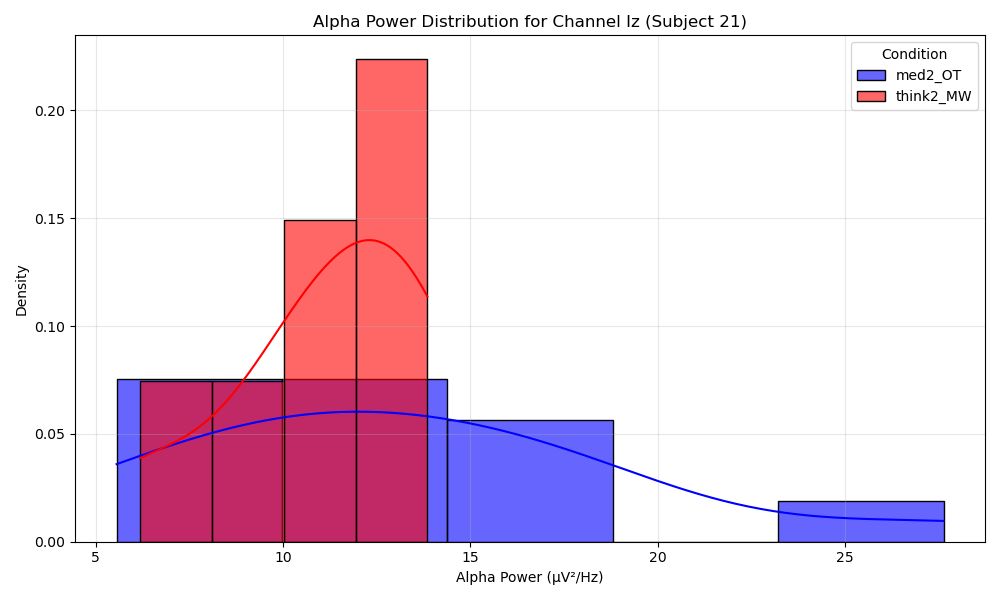 Alpha Power Distribution for Channel Iz (Subject 21)
Condition
med2_OT
think2_MW
0.20
0.15
0.10
0.05
0.00
Density
5
10
15
20
25
Alpha Power (µV²/Hz)